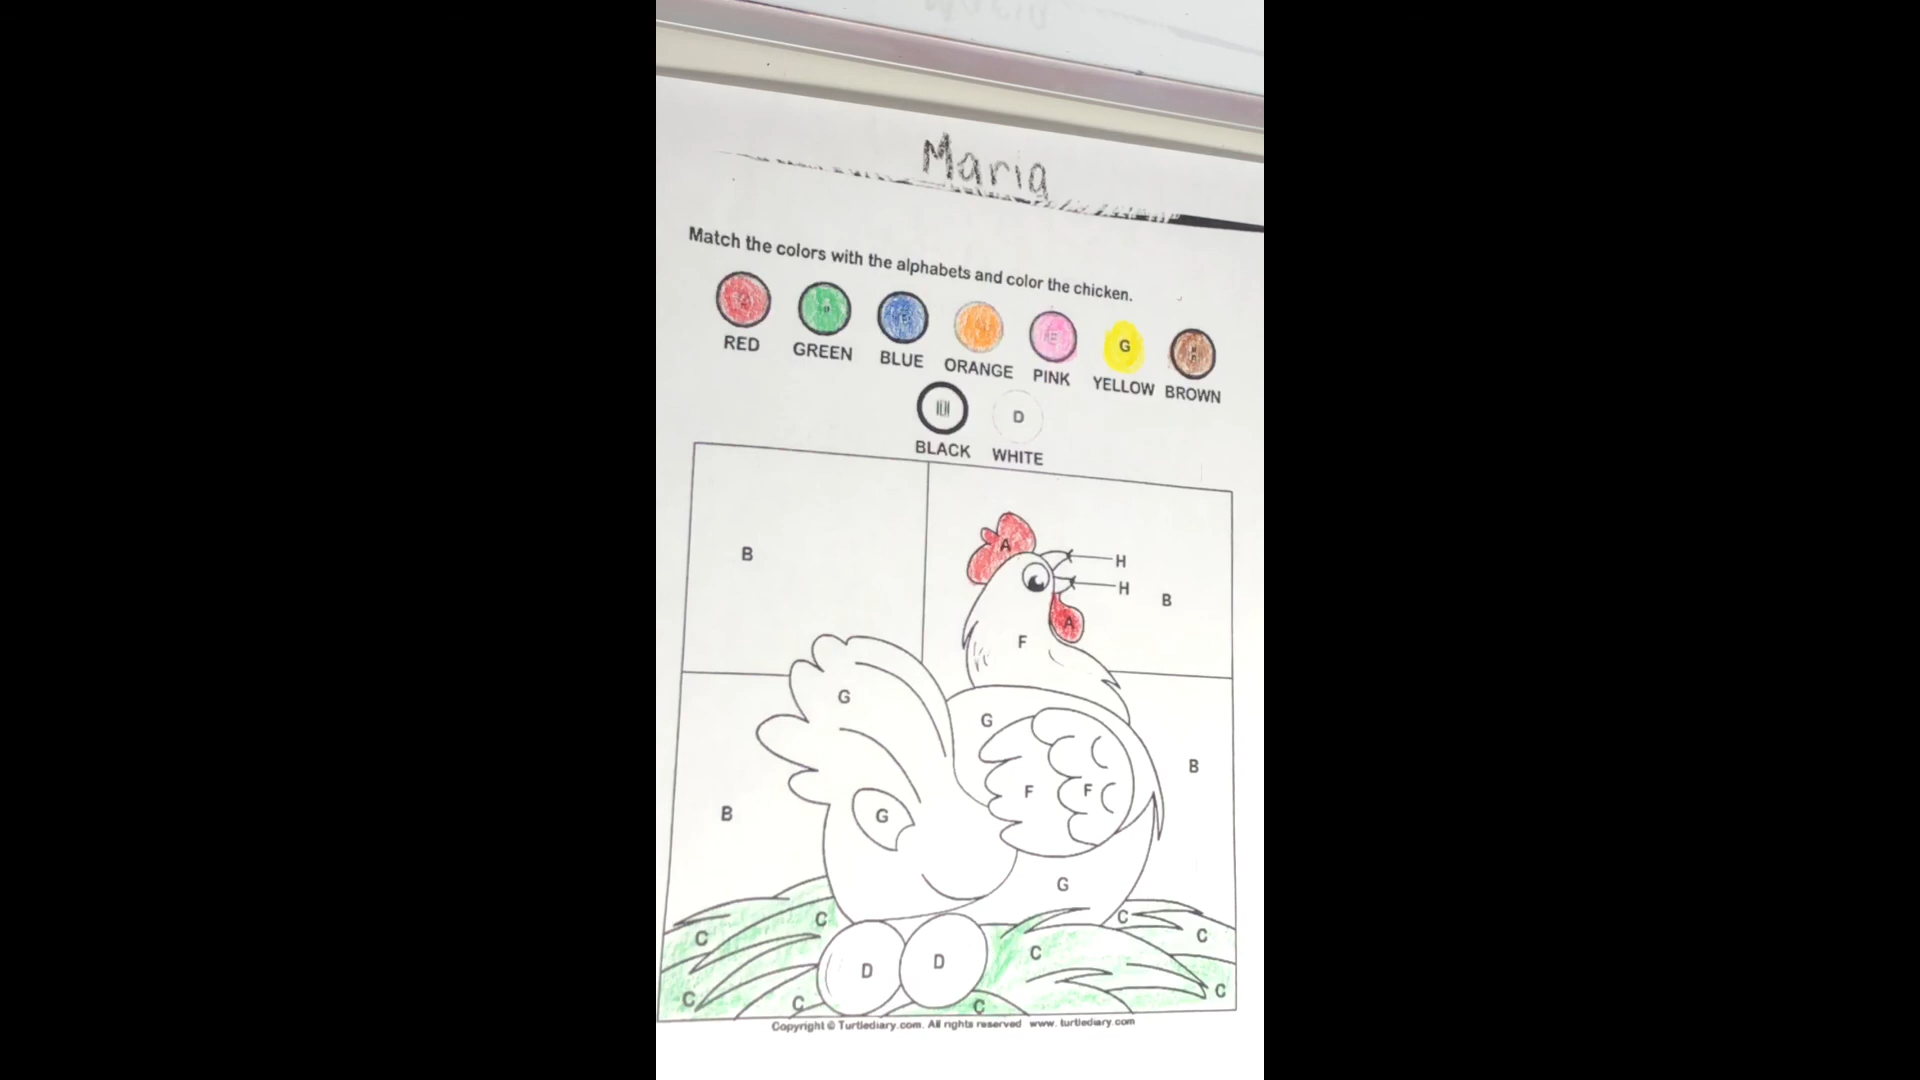 Maria
Match the colors with the alphabets and color the chicken.
G
RED GREEN BLUE ORANGE PINK YELLOW BROWN
D
BLACK WHITE
A
H
B
H
B
A
F
G
G
B
F F
B
G
G
C C
C C
C
D D
C C C C
Copyright © Turtlediary.com. All rights reserved www. turtlediary.com